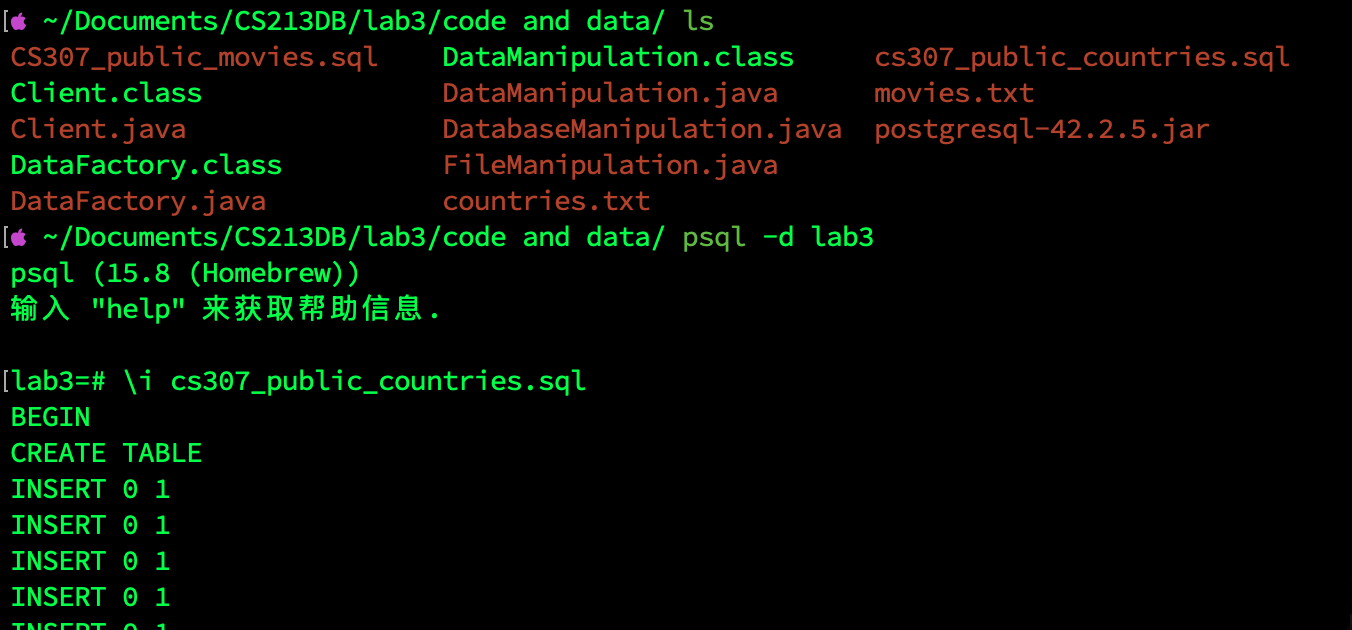 [ ~/Documents/CS213DB/lab3/code and data/ ls
CS307_public_movies.sql DataManipulation.class cs307_public_countries.sql
Client.class DataManipulation.java movies.txt
Client.java DatabaseManipulation.java postgresql-42.2.5.jar
DataFactory.class FileManipulation.java
DataFactory.java countries.txt
[ ~/Documents/CS213DB/lab3/code and data/ psql -d lab3
psql (15.8 (Homebrew))
输入 "help" 来获取帮助信息.
[lab3=# \i cs307_public_countries.sql
BEGIN
CREATE TABLE
INSERT 0 1
INSERT 0 1
INSERT 0 1
INSERT 0 1
INSERT 0 1